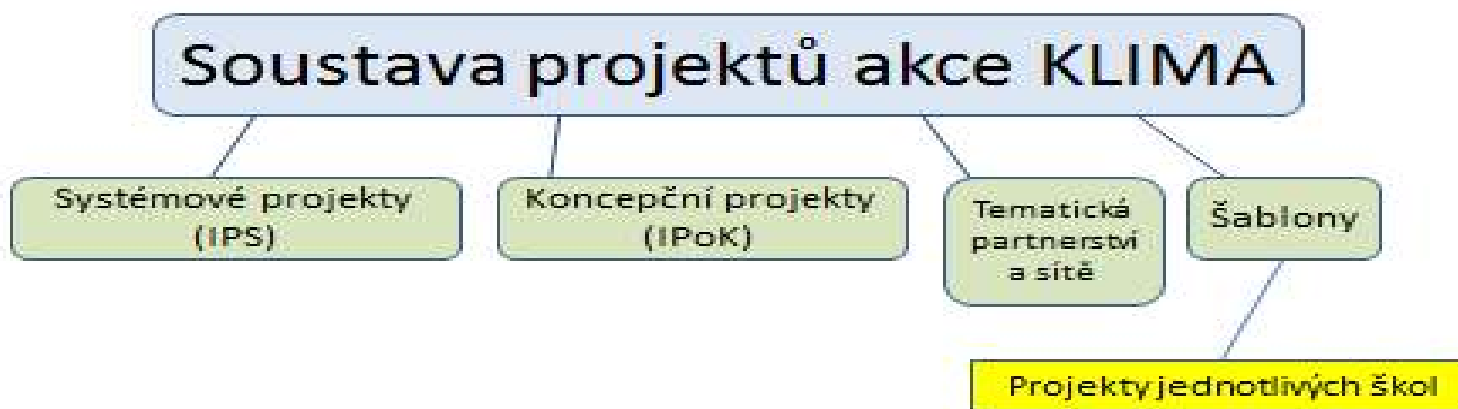 Soustava projektů akce KLIMA
Systémové projekty
(IPS)
Koncepční projekty
(IPoK)
Tematická
partnerství
a sítě
Šablony
Projekty jednotlivých škol